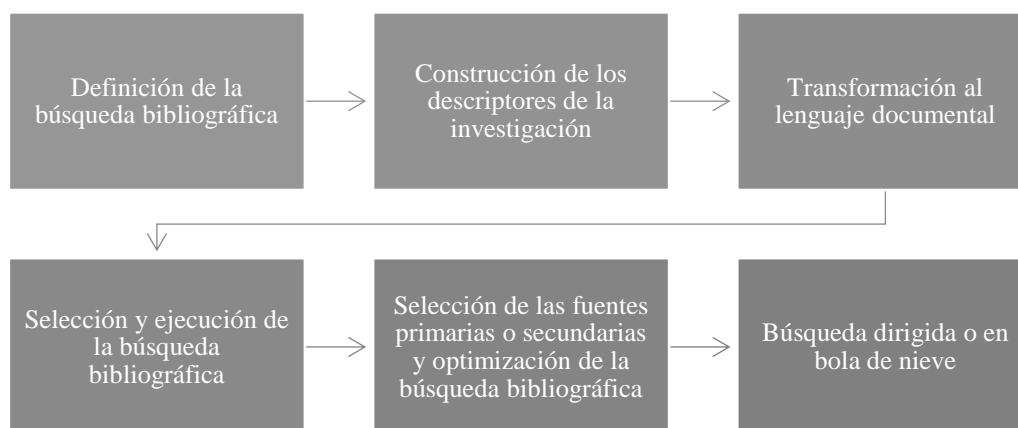 Definición de la
búsqueda bibliográfica
Construcción de los
descriptores de la
investigación
Transformación al
lenguaje documental
Selección y ejecución de
la búsqueda
bibliográfica
Selección de las fuentes
primarias o secundarias
y optimización de la
búsqueda bibliográfica
Búsqueda dirigida o en
bola de nieve